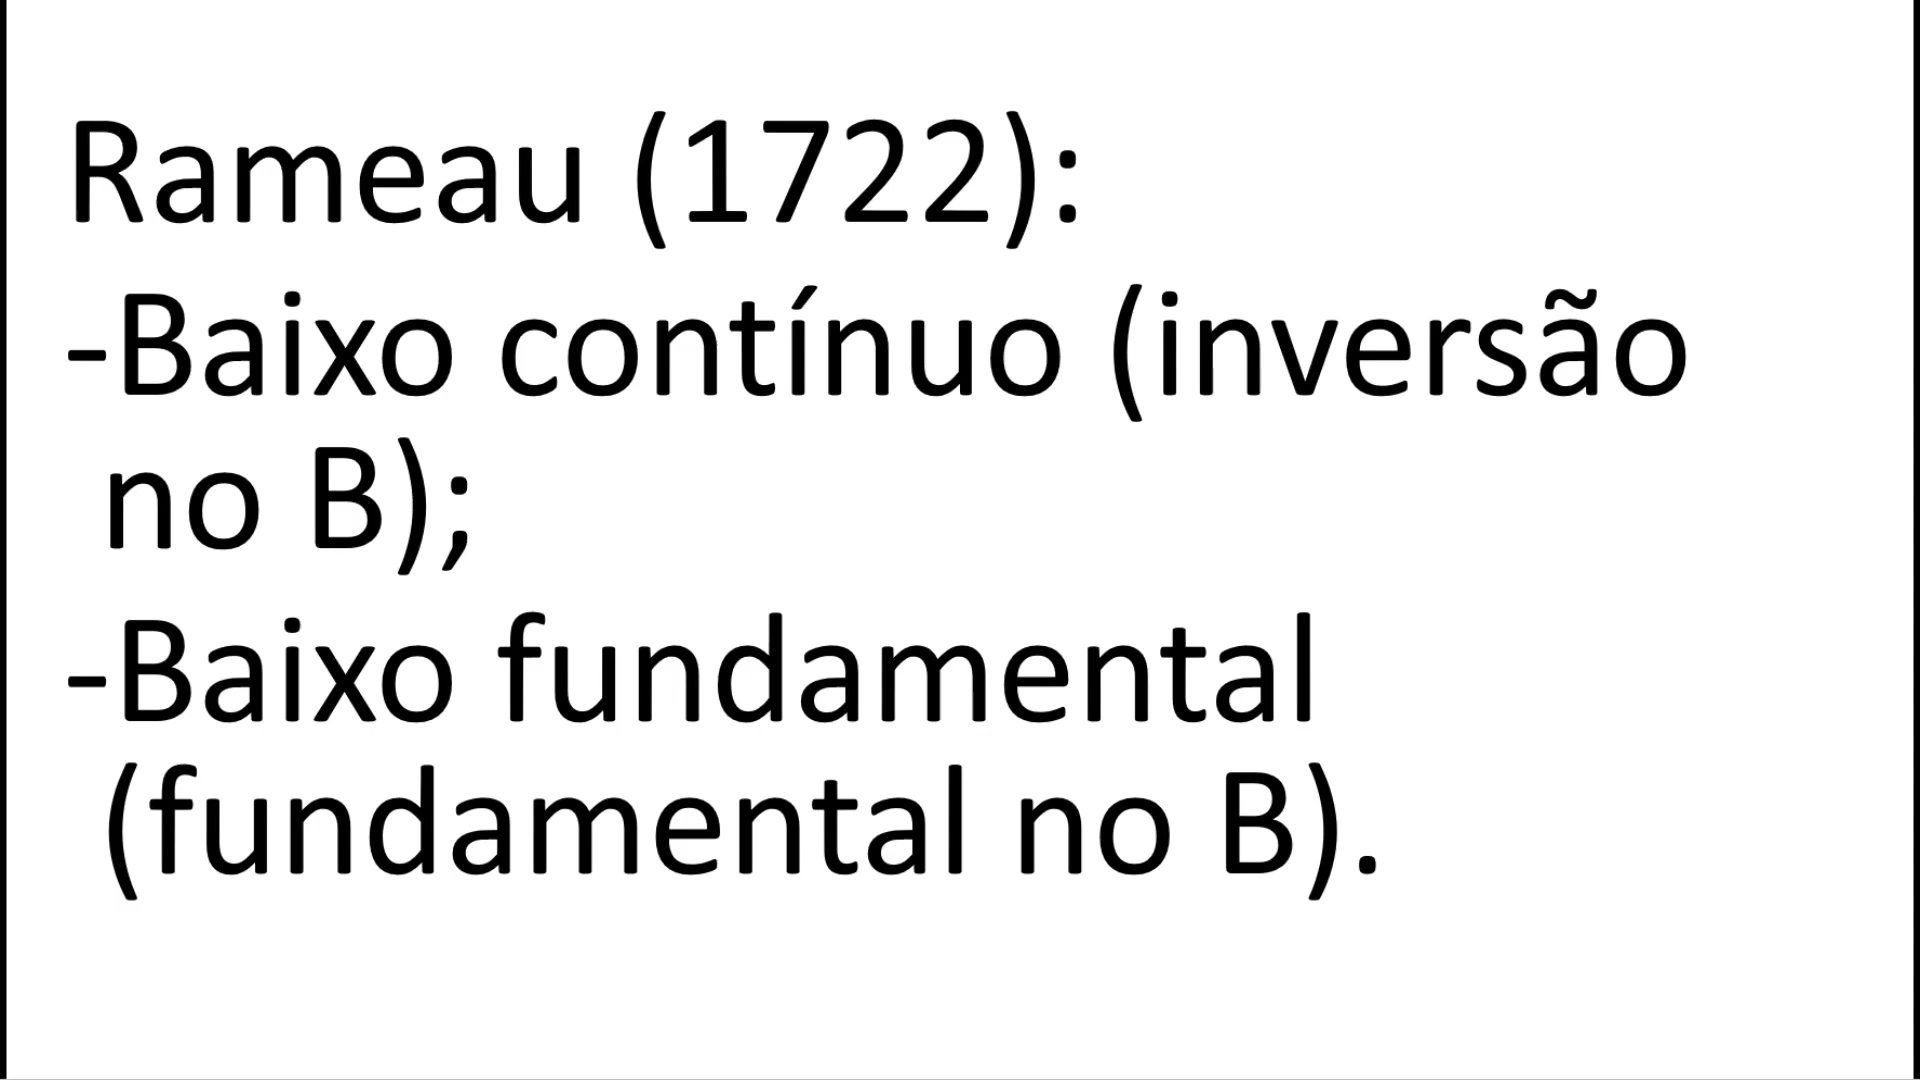 Rameau (1722):
-Baixo contínuo (inversão
no B);
-Baixo fundamental
(fundamental no B).